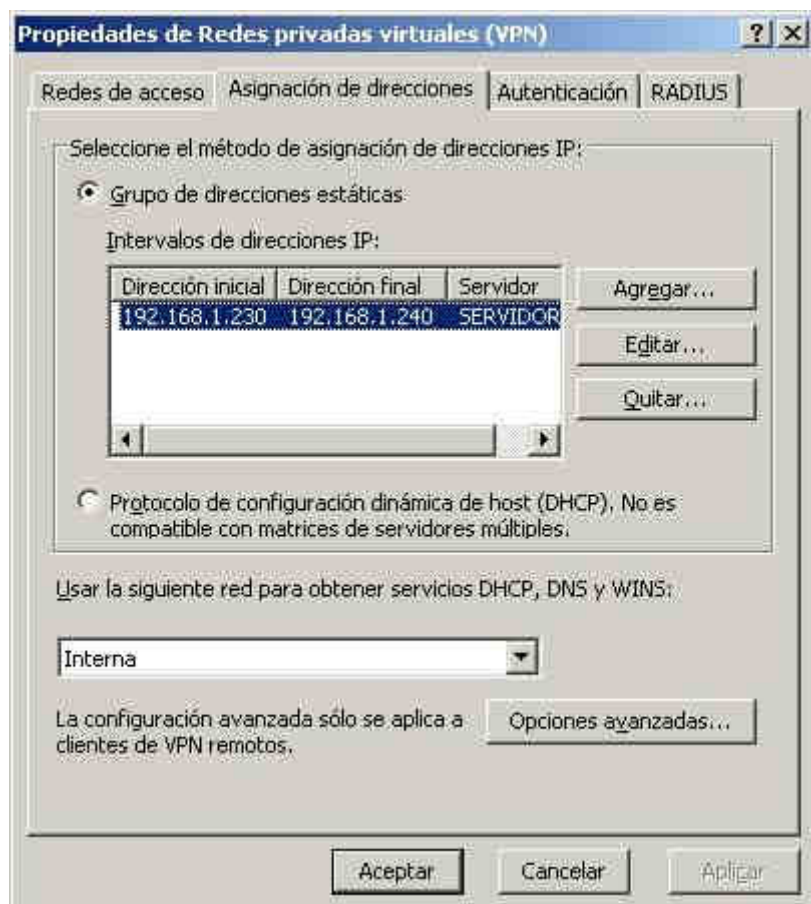 Propiedades de Redes privadas virtuales (VPN)
Redes de acceso Asignación de direcciones Autenticación RADIUS
Seleccione el método de asignación de direcciones IP:
Grupo de direcciones estáticas
Intervalos de direcciones IP:
Dirección inicial Dirección final Servidor
192.168.1.230 192.168.1.240 SERVIDOR
Agregar...
Editar...
Quitar...
Protocolo de configuración dinámica de host (DHCP). No es
compatible con matrices de servidores múltiples.
Usar la siguiente red para obtener servicios DHCP, DNS y WINS:
Interna
La configuración avanzada sólo se aplica a
clientes de VPN remotos.
Opciones avanzadas...
Aceptar Cancelar Aplicar